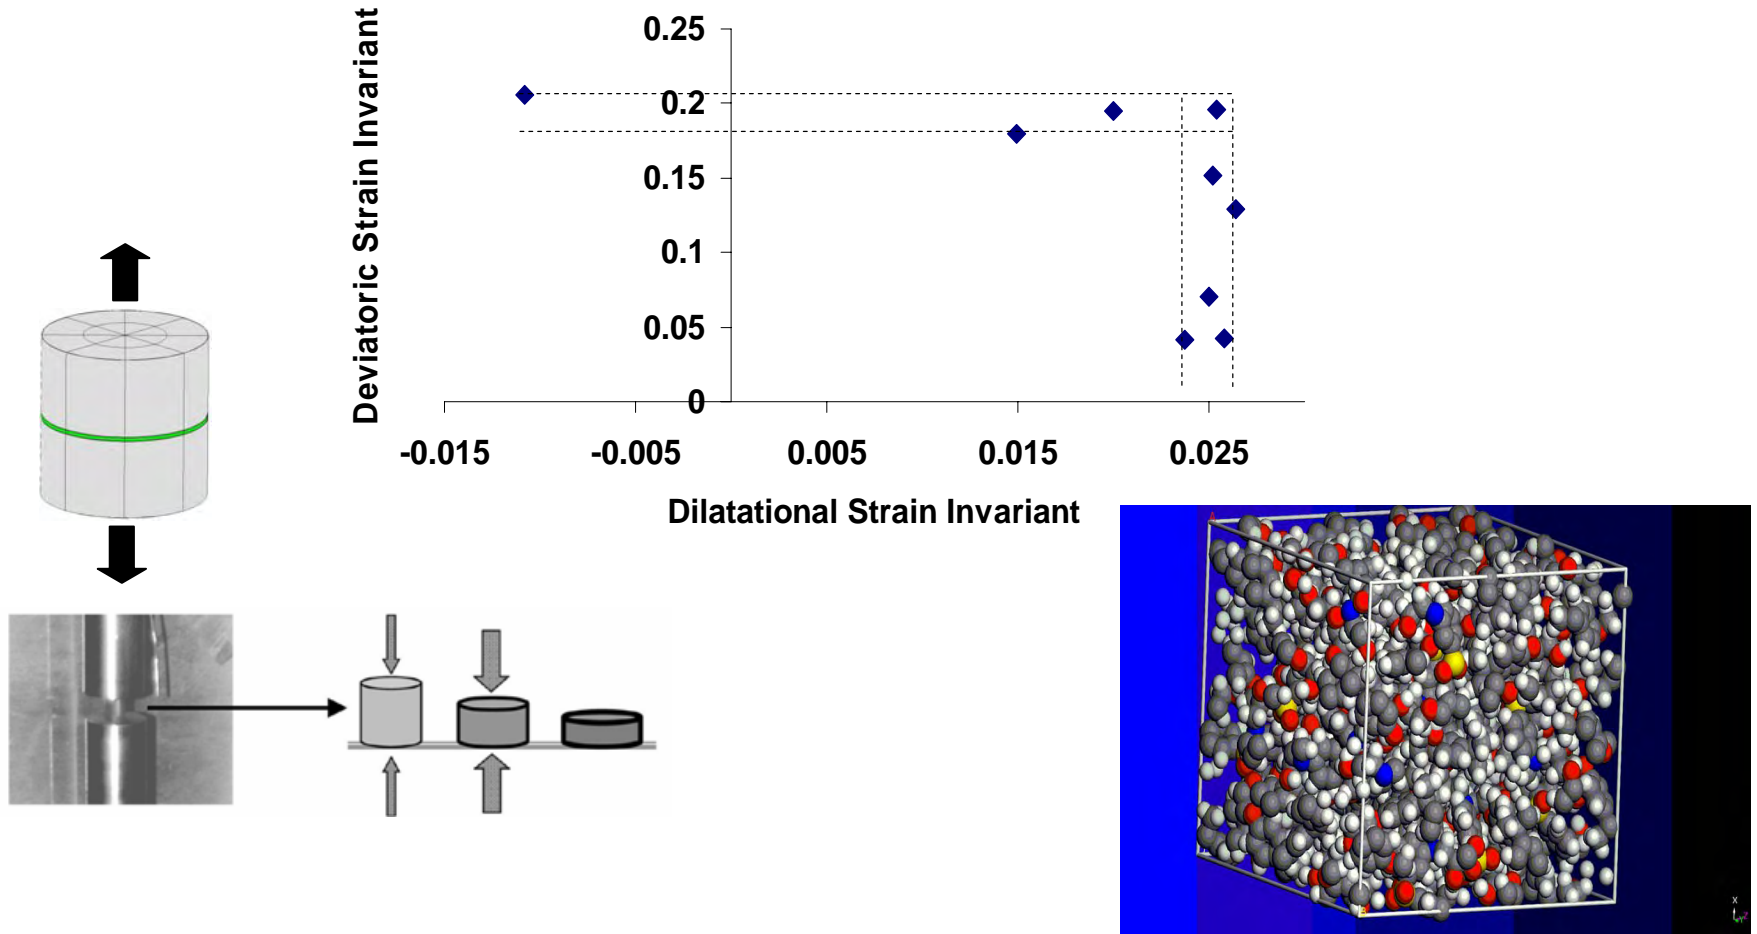 Deviatoric Strain Invariant
0.25
0.2
0.15
0.1
0.05
0
-0.015 -0.005 0.005 0.015 0.025
Dilatational Strain Invariant
A
X
Y Z